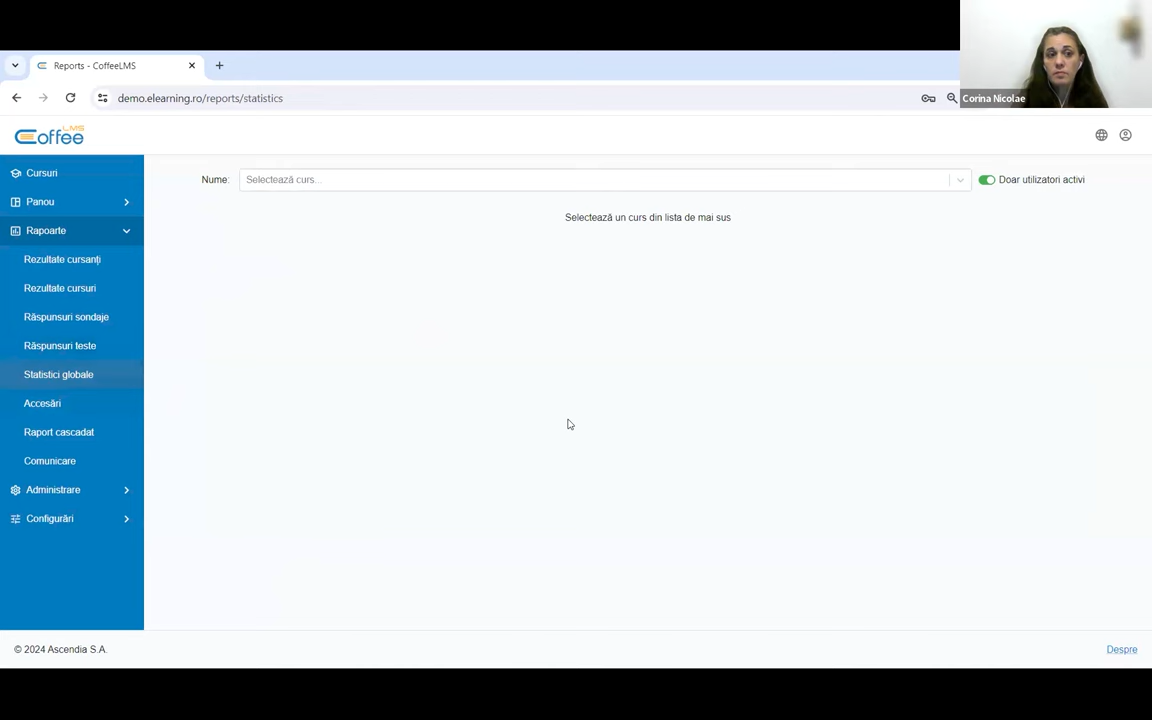 Reports - CoffeeLMS
demo.elearning.ro/reports/statistics
Corina Nicolae
Coffee LMS
Cursuri
Nume:
Selectează curs...
Doar utilizatori activi
Panou
Selectează un curs din lista de mai sus
Rapoarte
Rezultate cursanți
Rezultate cursuri
Răspunsuri sondaje
Răspunsuri teste
Statistici globale
Accesări
Raport cascadat
Comunicare
Administrare
Configurări
© 2024 Ascendia S.A.
Despre